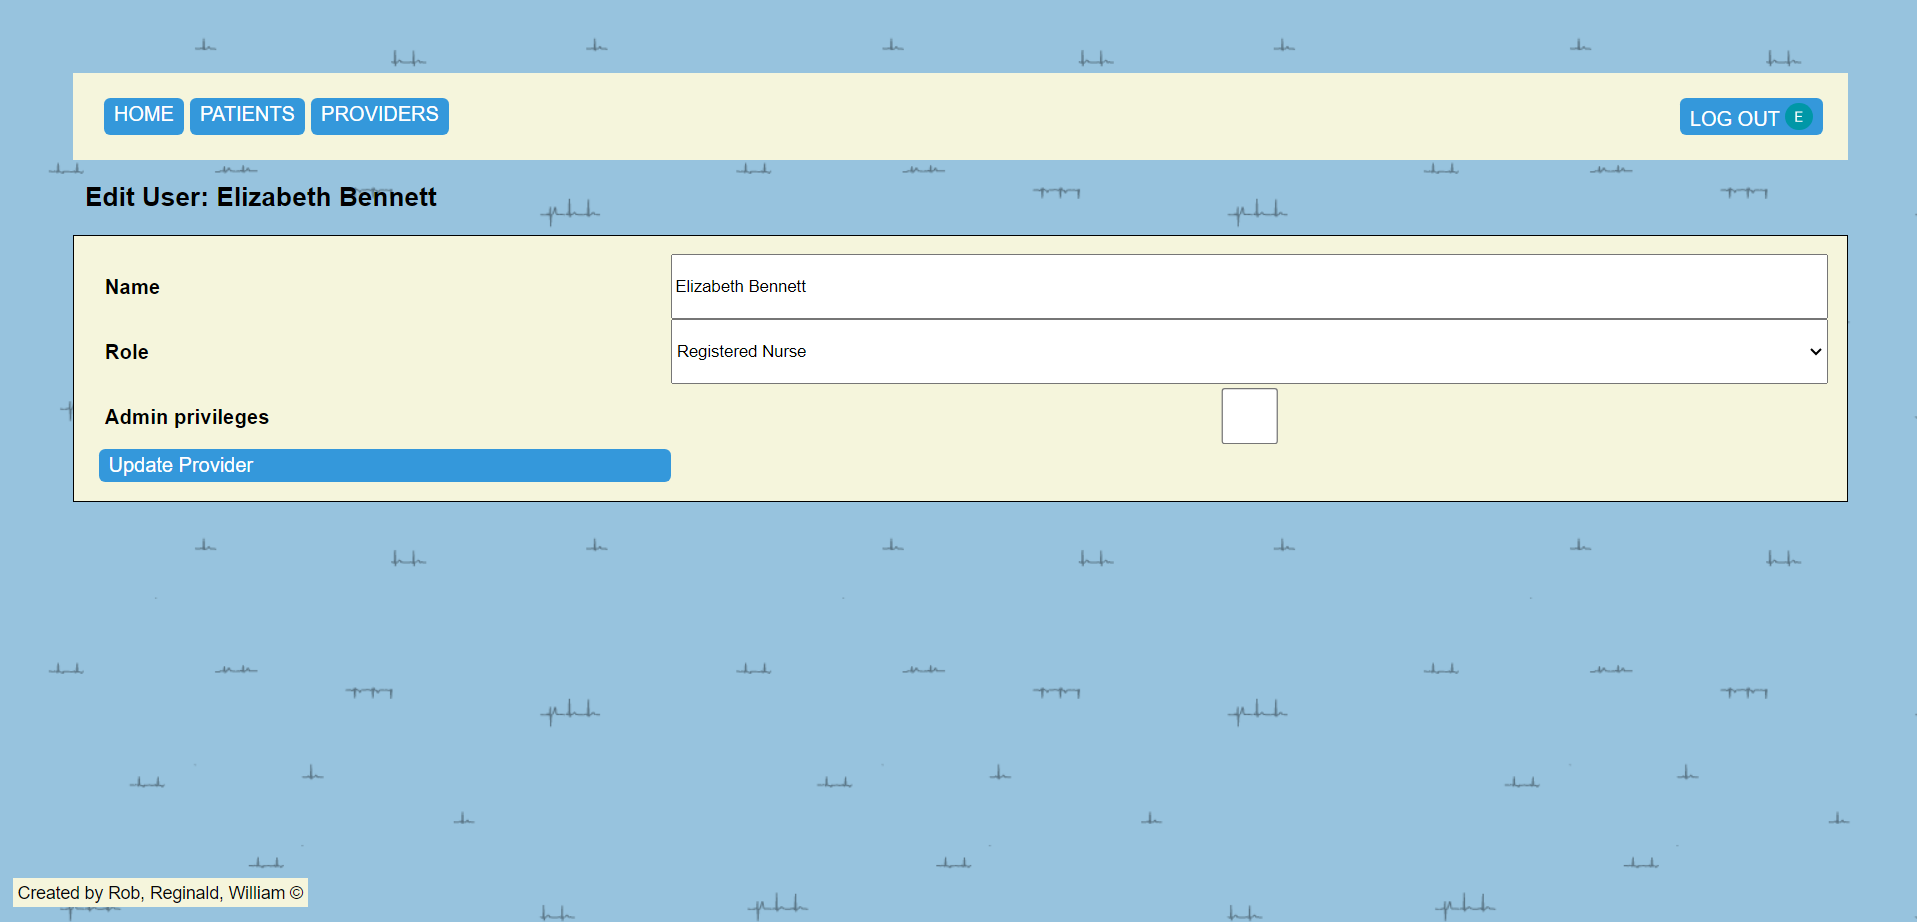 HOME PATIENTS PROVIDERS LOG OUT E
Edit User: Elizabeth Bennett
Name Elizabeth Bennett
Role Registered Nurse
Admin privileges
Update Provider
Created by Rob, Reginald, William ©